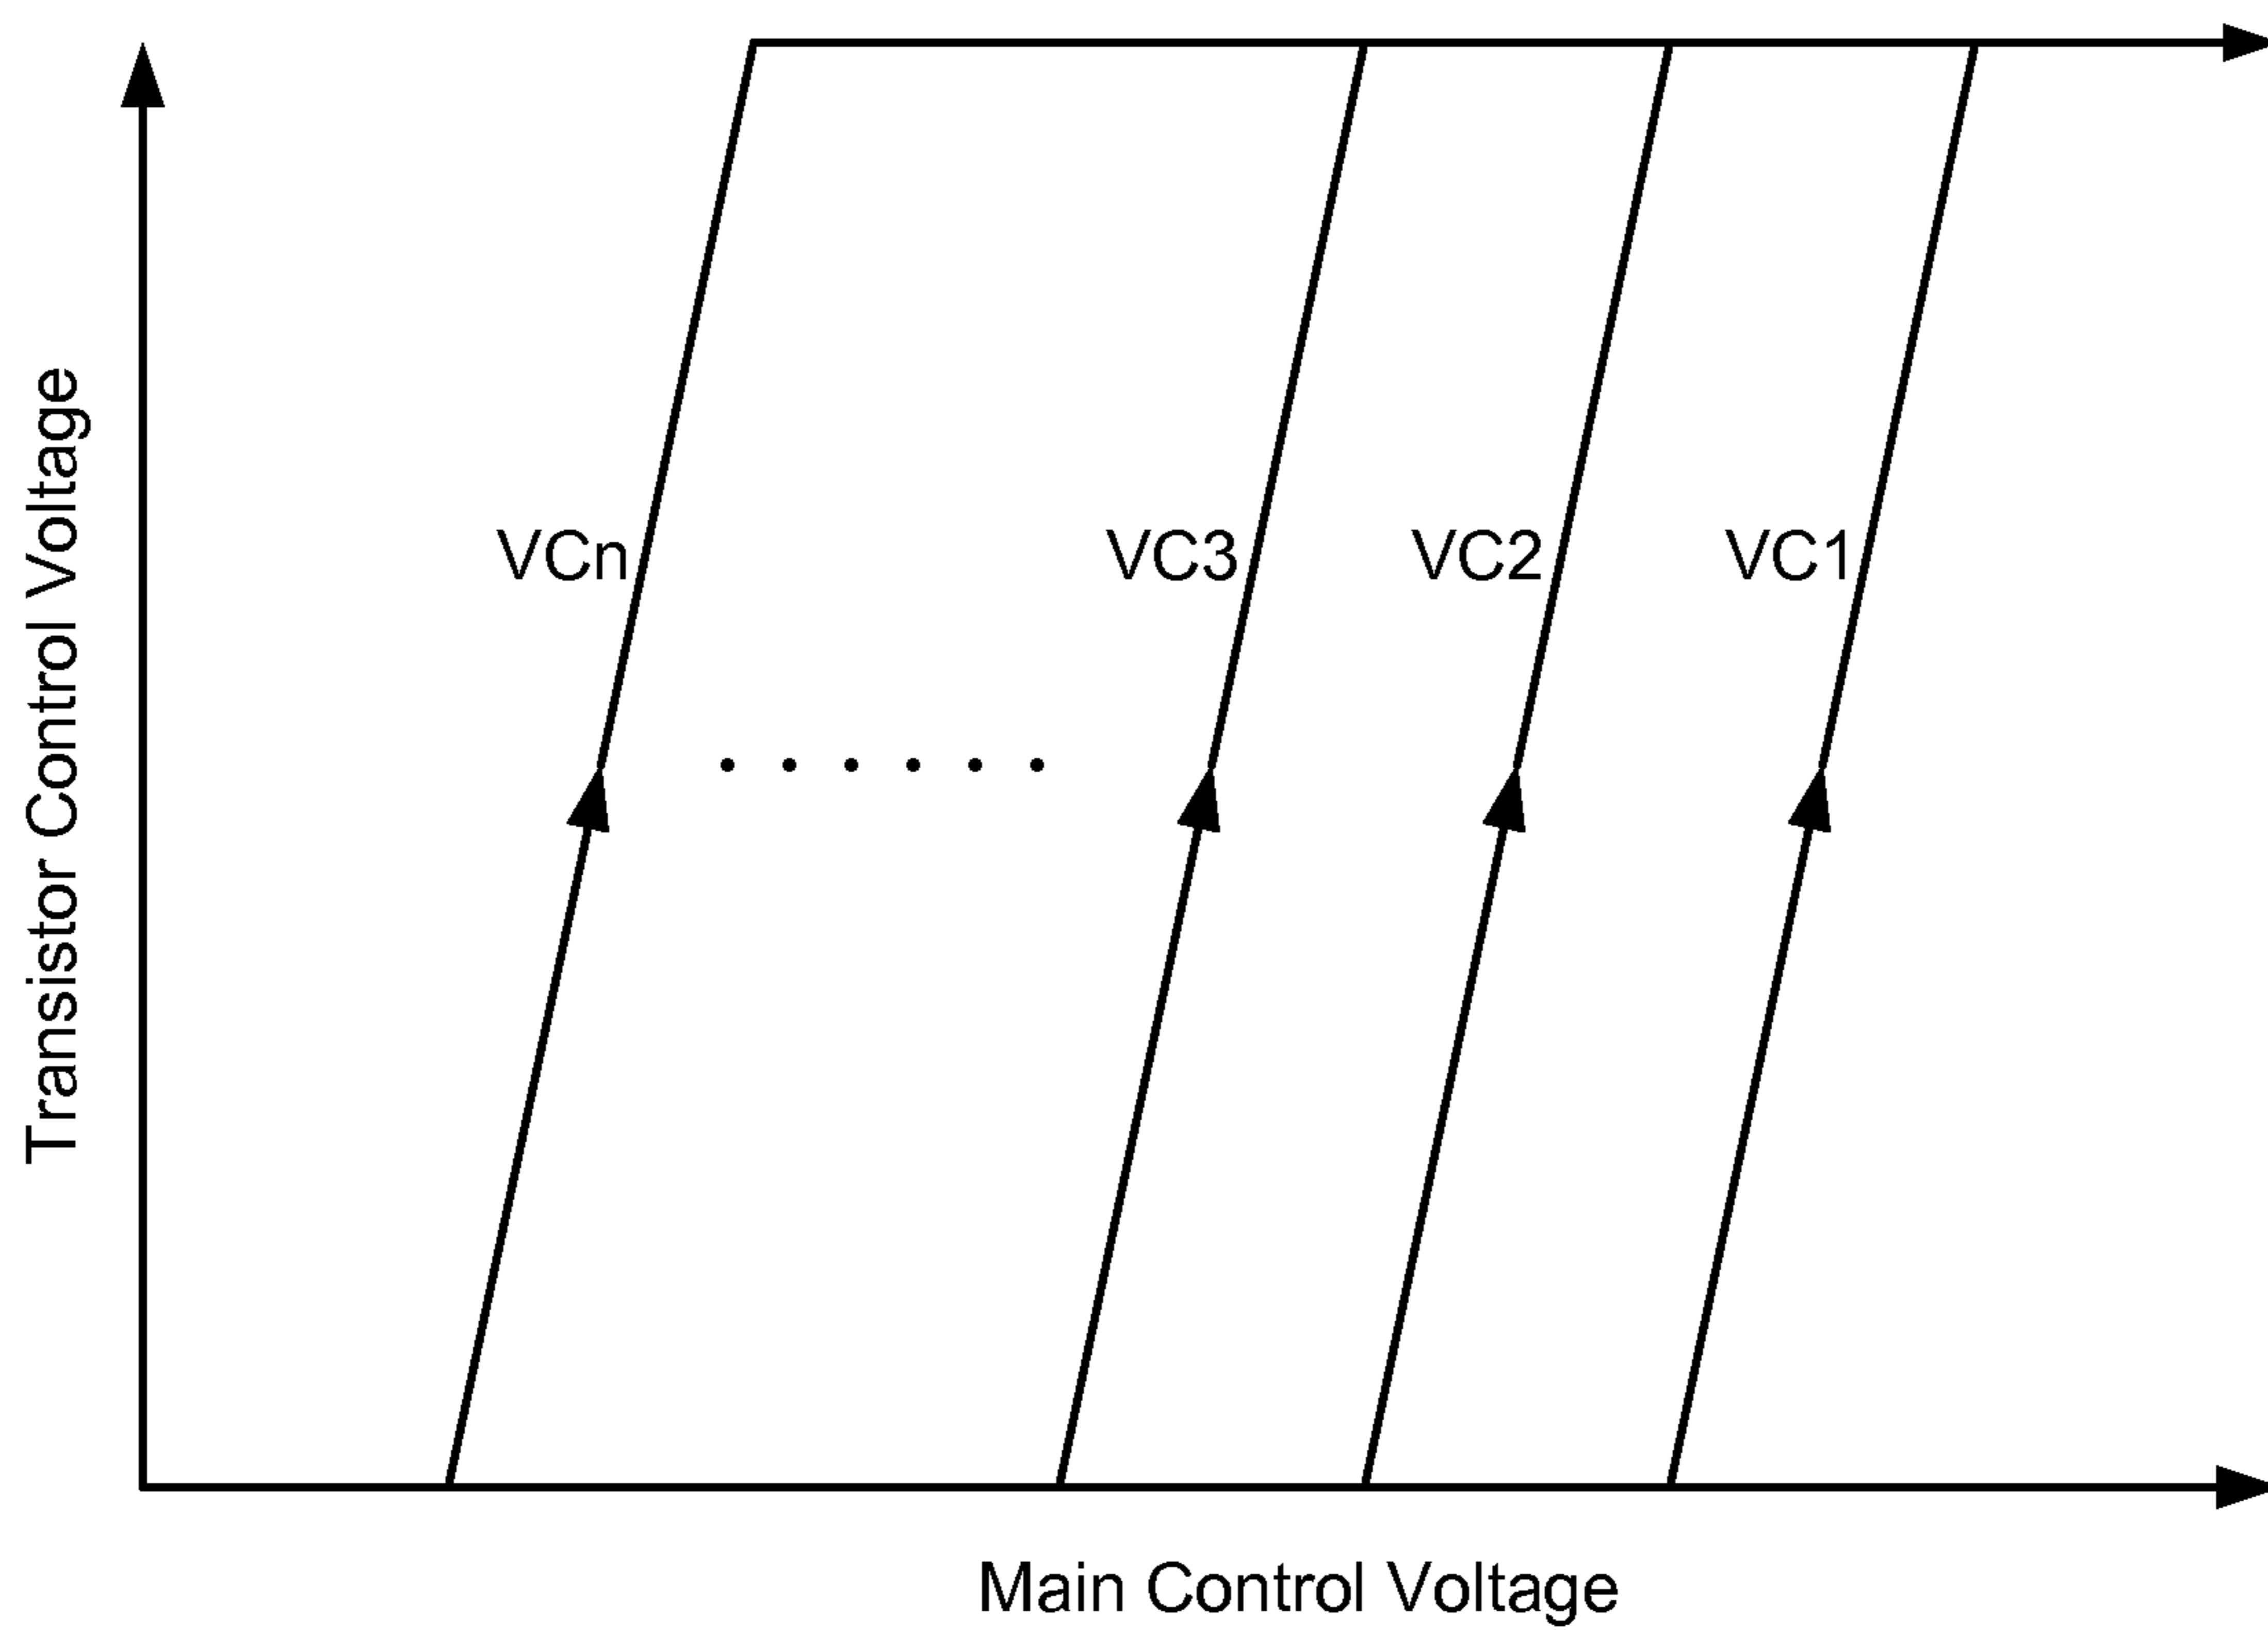 Transistor Control Voltage
VCn
VC3
VC2
VC1
Main Control Voltage